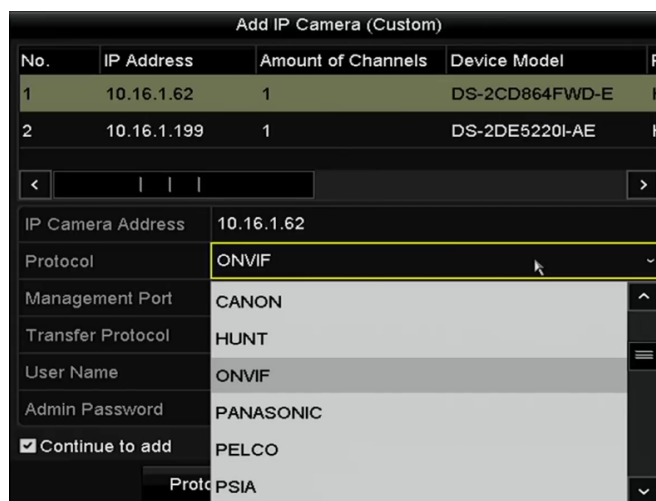 Add IP Camera (Custom)
No. IP Address Amount of Channels Device Model
1 10.16.1.62 1 DS-2CD864FWD-E
2 10.16.1.199 1 DS-2DE5220I-AE
IP Camera Address 10.16.1.62
Protocol ONVIF
Management Port CANON
Transfer Protocol HUNT
User Name ONVIF
Admin Password PANASONIC
Continue to add PELCO
PSIA